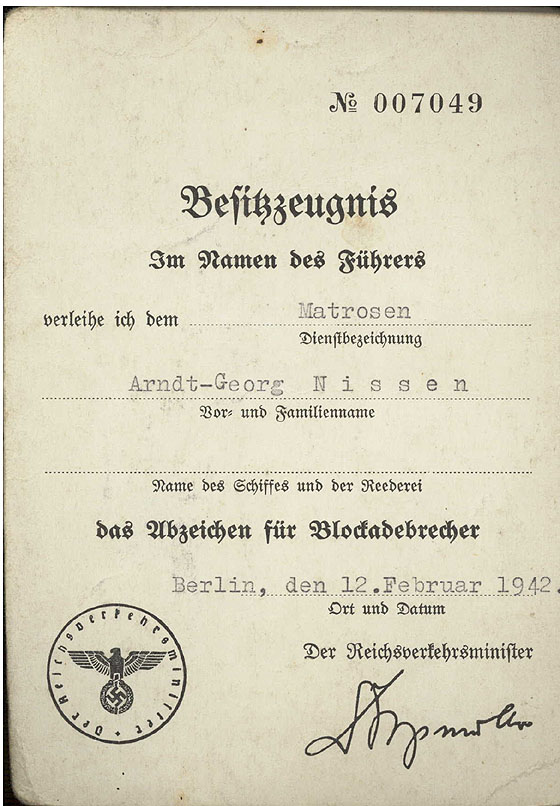 № 007049
Besitzzeugnis
Im Namen des Führers
verleihe ich dem Matrosen
Dienstbezeichnung
Arndt-Georg Nissen
Vor- und Familienname
Name des Schiffes und der Reederei
das Abzeichen für Blockadebrecher
Berlin, den 12.Februar 1942.
Ort und Datum
Der Reichsverkehrsminister
Der Reichsverkehrsminister